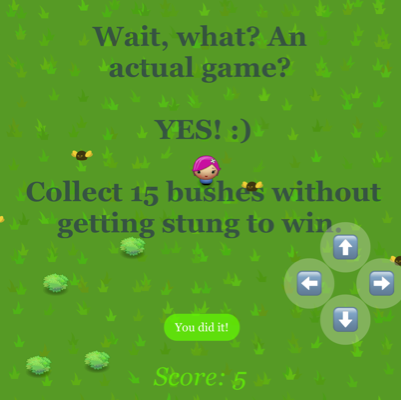 Wait, what? An
actual game?
YES! :)
Collect 15 bushes without
getting stung to win.
You did it!
Score: 5